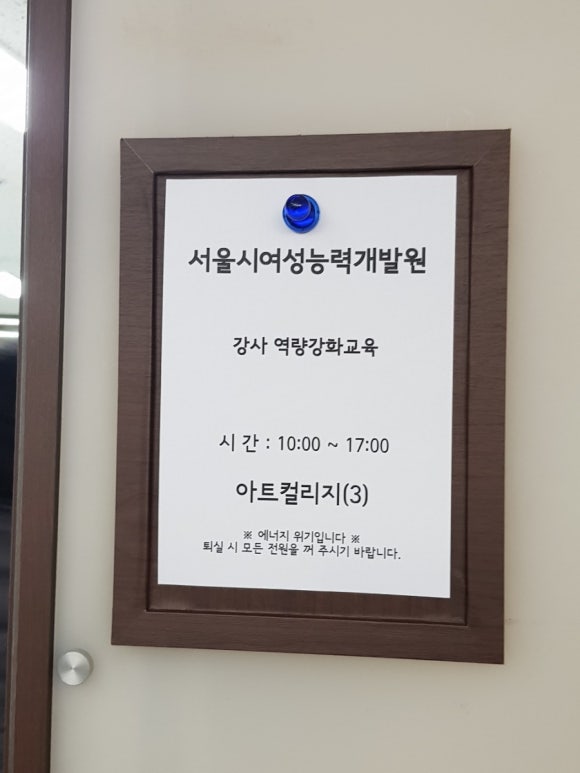 서울시여성능력개발원
강사 역량강화교육
시 간 : 10:00 ~ 17:00
아트컬리지(3)
※ 에너지 위기입니다 ※
퇴실 시 모든 전원을 꺼 주시기 바랍니다.